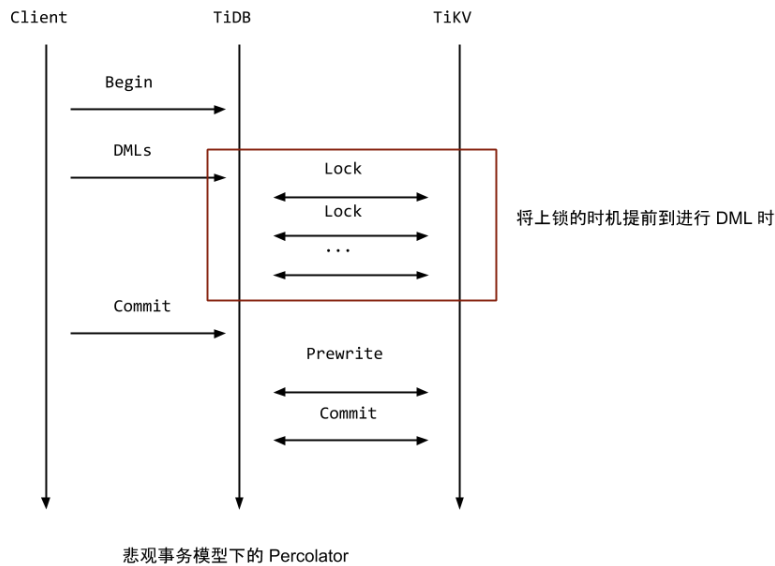 Client TiDB TiKV
Begin
DMLs
Lock
Lock
将上锁的时机提前到进行 DML 时
...
Commit
Prewrite
Commit
悲观事务模型下的 Percolator